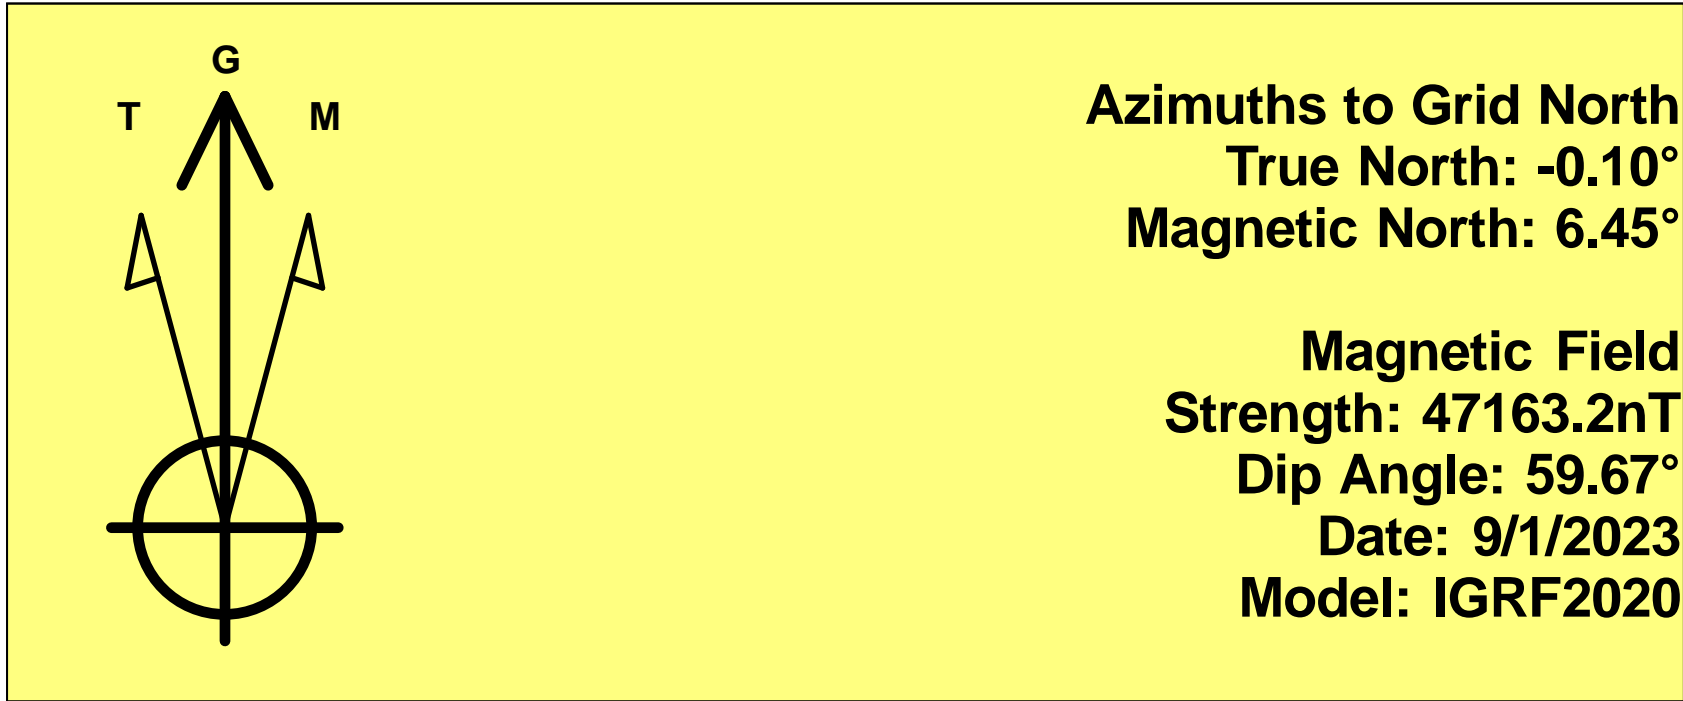 G
T M
Azimuths to Grid North
True North: -0.10°
Magnetic North: 6.45°
Magnetic Field
Strength: 47163.2nT
Dip Angle: 59.67°
Date: 9/1/2023
Model: IGRF2020